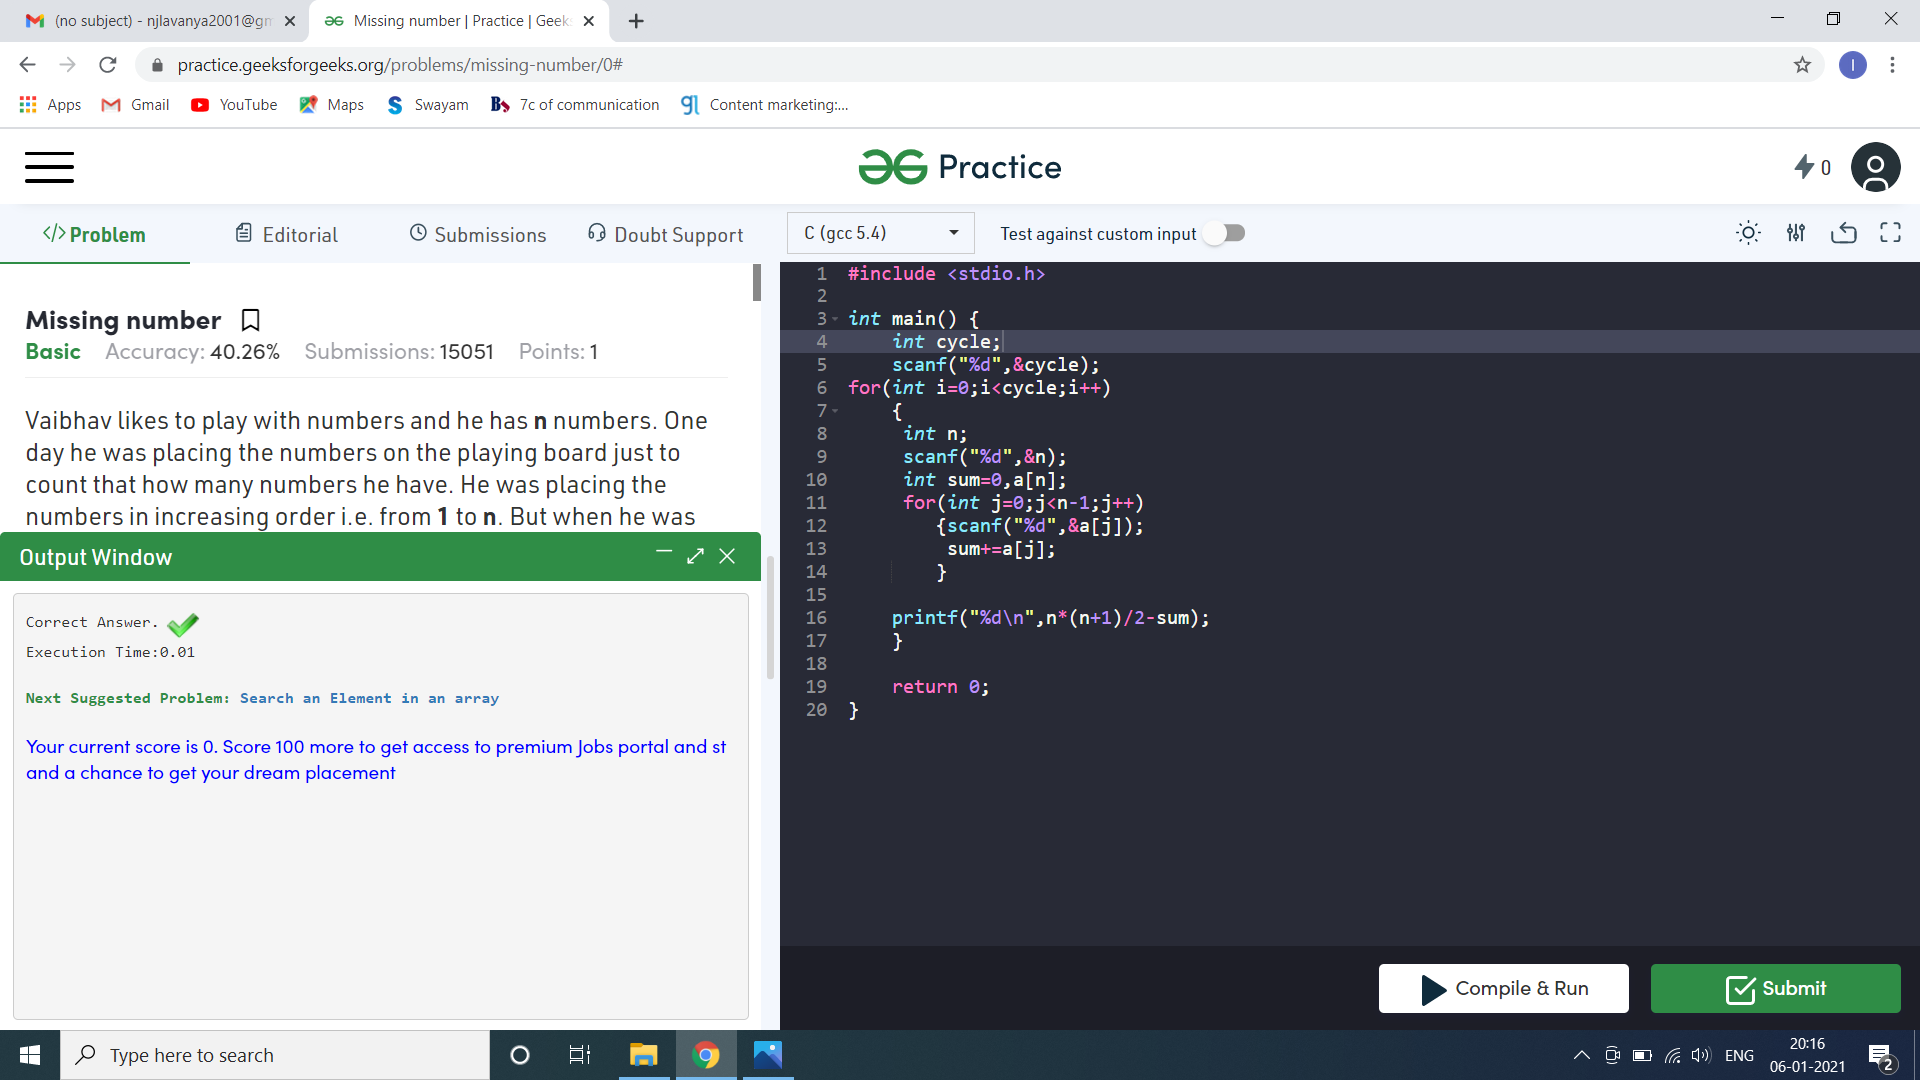 (no subject) - njlavanya2001@gm
Missing number | Practice | Geeks
practice.geeksforgeeks.org/problems/missing-number/0#
I
Apps Gmail YouTube Maps Swayam 7c of communication Content marketing:...
Practice
0
Problem Editorial Submissions Doubt Support
C (gcc 5.4) Test against custom input
Missing number
Basic Accuracy: 40.26% Submissions: 15051 Points: 1
Vaibhav likes to play with numbers and he has n numbers. One
day he was placing the numbers on the playing board just to
count that how many numbers he have. He was placing the
numbers in increasing order i.e. from 1 to n. But when he was
Output Window
Correct Answer.
Execution Time:0.01
Next Suggested Problem: Search an Element in an array
Your current score is 0. Score 100 more to get access to premium Jobs portal and st
and a chance to get your dream placement
1 #include <stdio.h>
2
3 int main() {
4 int cycle;
5 scanf("%d",&cycle);
6 for(int i=0;i<cycle;i++)
7 {
8 int n;
9 scanf("%d",&n);
10 int sum=0,a[n];
11 for(int j=0;j<n-1;j++)
12 {scanf("%d",&a[j]);
13 sum+=a[j];
14 }
15
16 printf("%d\n",n*(n+1)/2-sum);
17 }
18
19 return 0;
20 }
Compile & Run Submit
Type here to search
ENG
20:16
06-01-2021
2